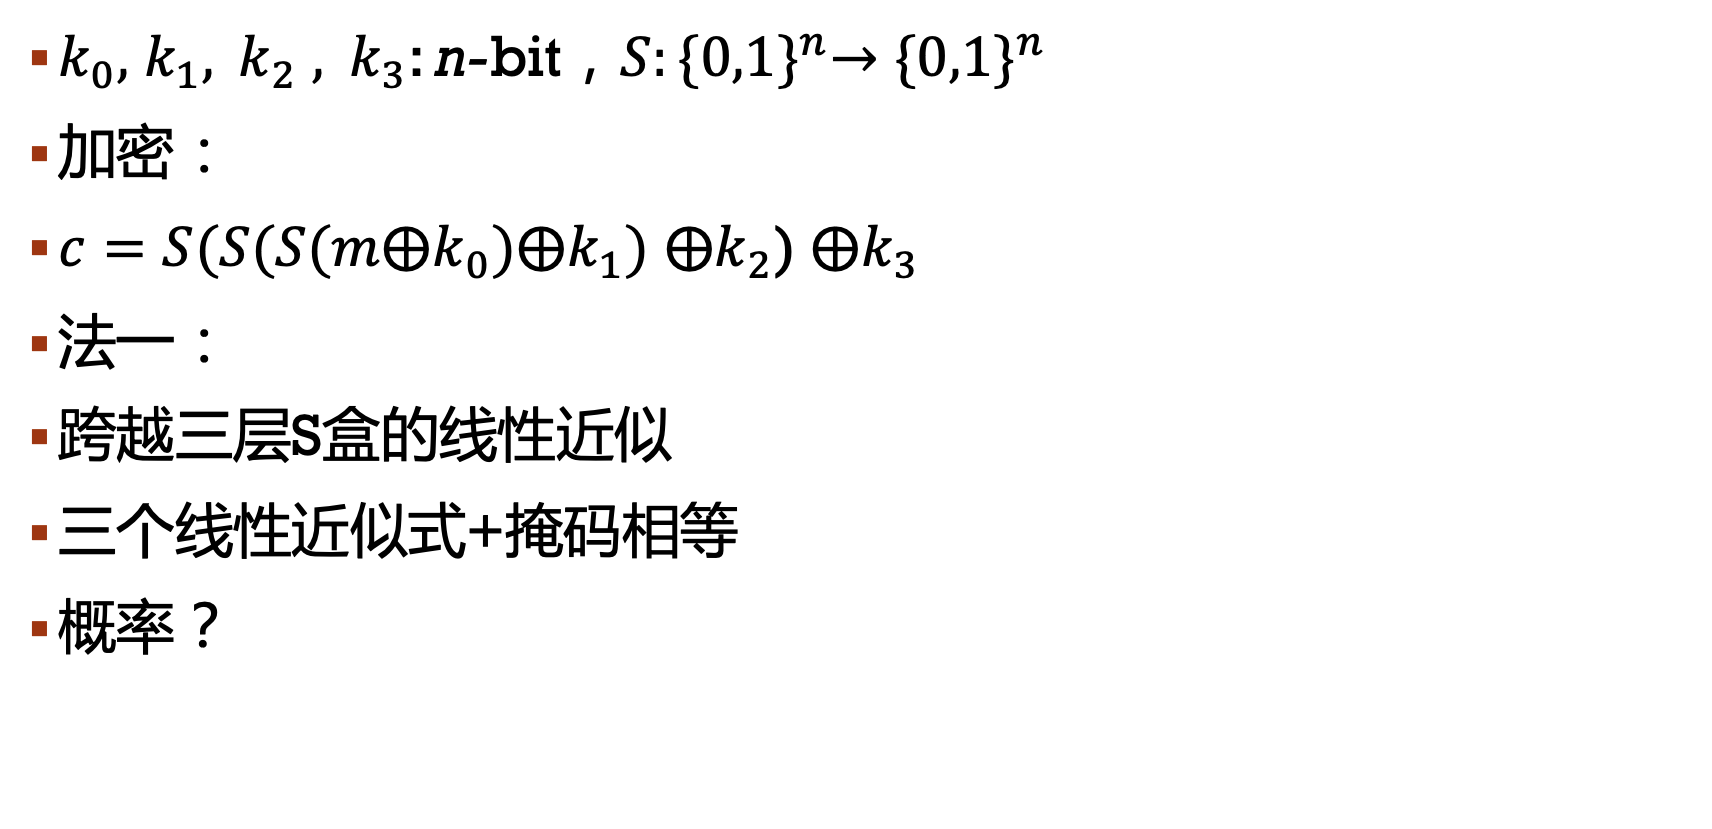 ▪k₀, k₁, k₂ , k₃: n-bit，S: {0,1}ⁿ→ {0,1}ⁿ
▪加密：
▪c = S(S(S(m⊕k₀)⊕k₁) ⊕k₂) ⊕k₃
▪法一：
▪跨越三层S盒的线性近似
▪三个线性近似式+掩码相等
▪概率？